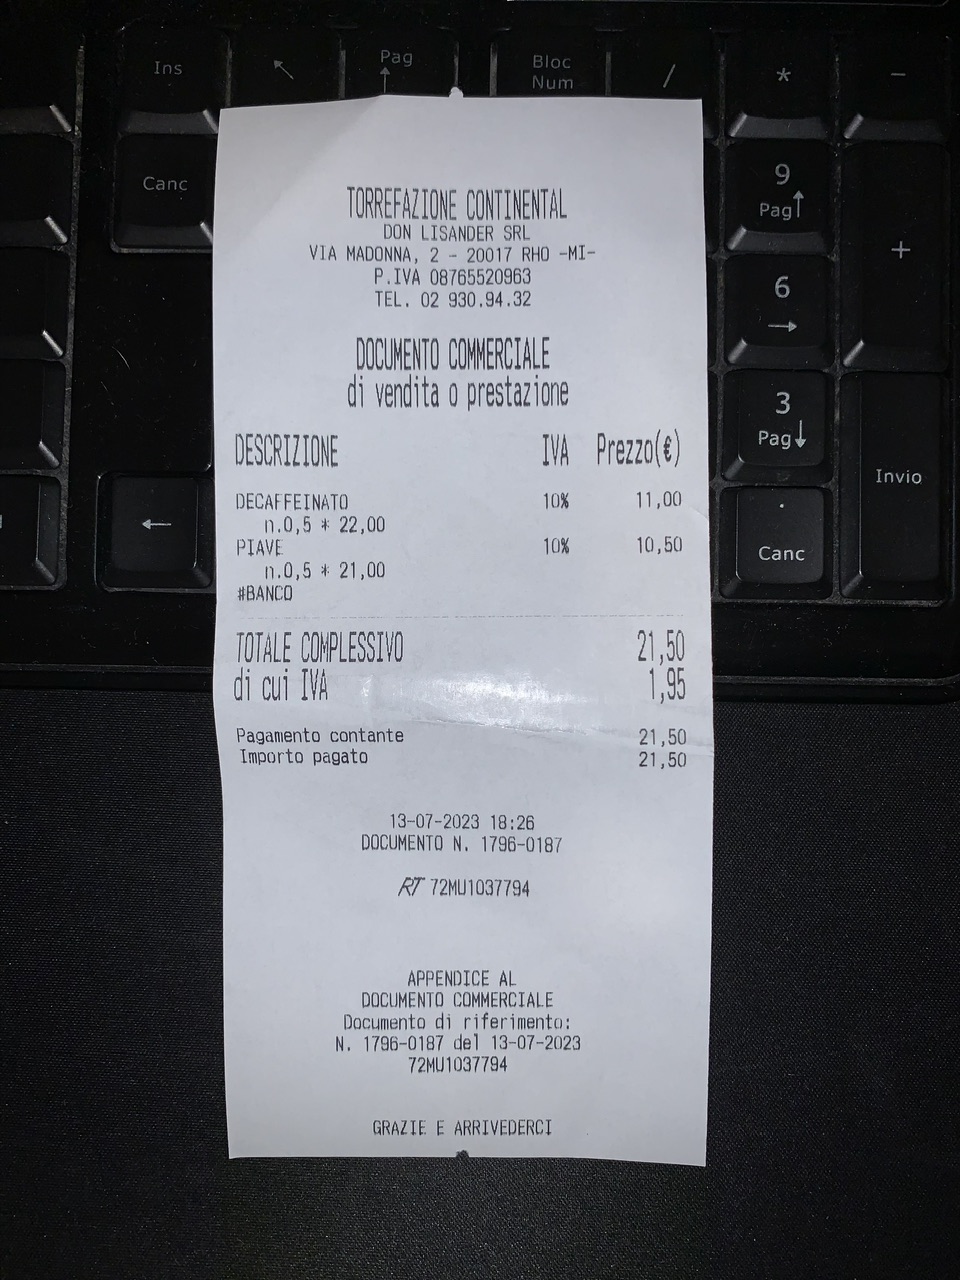 Ins
Pag
Bloc
Num
/
*
-
Canc
9
Pag
+
6
3
Pag
Invio
.
Canc
TORREFAZIONE CONTINENTAL
DON LISANDER SRL
VIA MADONNA, 2 - 20017 RHO -MI-
P.IVA 08765520963
TEL. 02 930.94.32
DOCUMENTO COMMERCIALE
di vendita o prestazione
DESCRIZIONE IVA Prezzo(€)
DECAFFEINATO 10% 11,00
n.0,5 * 22,00
PIAVE 10% 10,50
n.0,5 * 21,00
#BANCO
TOTALE COMPLESSIVO 21,50
di cui IVA 1,95
Pagamento contante 21,50
Importo pagato 21,50
13-07-2023 18:26
DOCUMENTO N. 1796-0187
RT 72MU1037794
APPENDICE AL
DOCUMENTO COMMERCIALE
Documento di riferimento:
N. 1796-0187 del 13-07-2023
72MU1037794
GRAZIE E ARRIVEDERCI